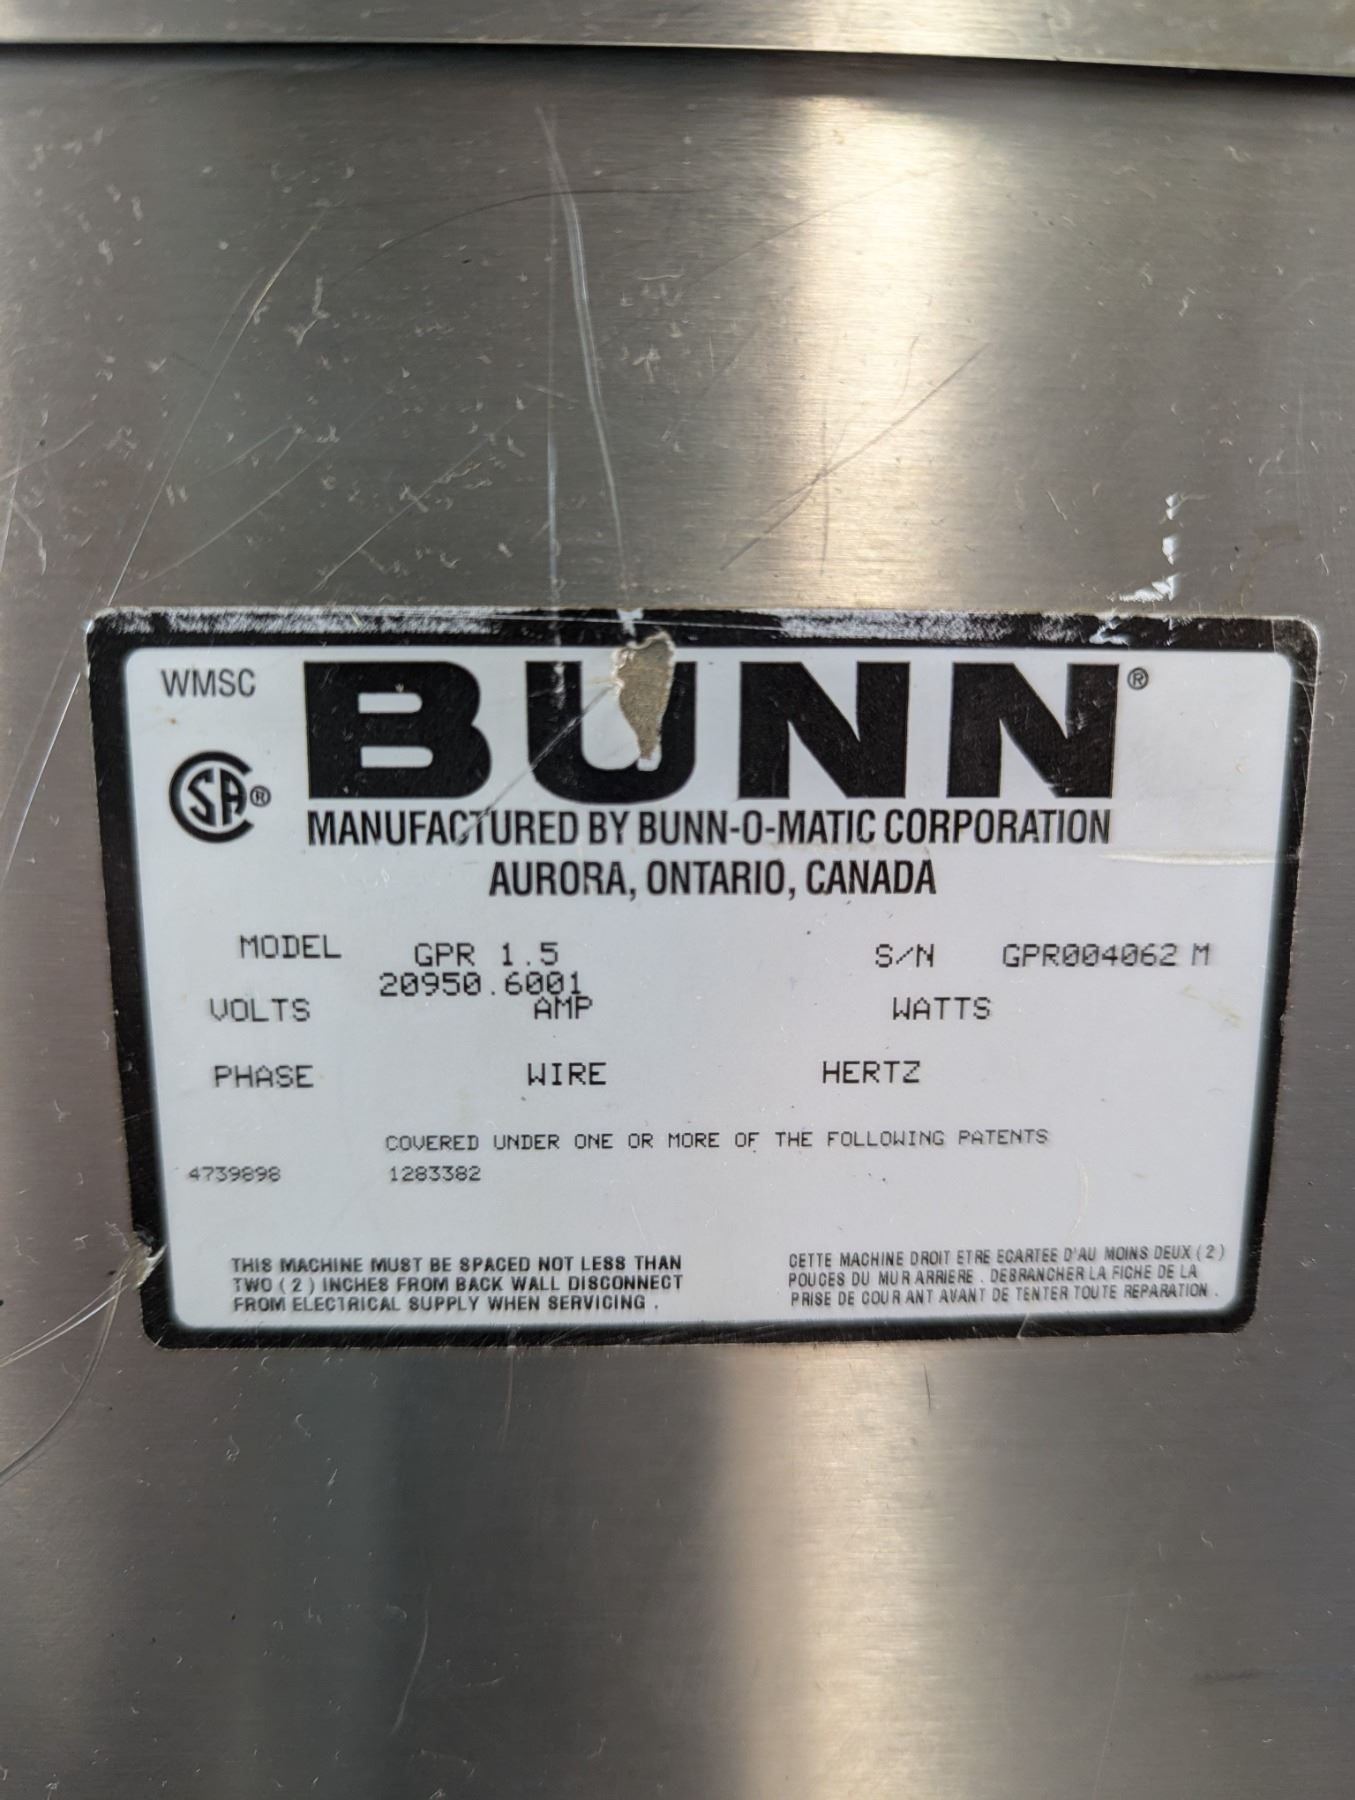 WMSC
BUNN®
CSA®
MANUFACTURED BY BUNN-O-MATIC CORPORATION
AURORA, ONTARIO, CANADA
MODEL GPR 1.5 S/N GPR004062 M
20950.6001
VOLTS AMP WATTS
PHASE WIRE HERTZ
COVERED UNDER ONE OR MORE OF THE FOLLOWING PATENTS
4739898 1283382
THIS MACHINE MUST BE SPACED NOT LESS THAN
TWO (2) INCHES FROM BACK WALL DISCONNECT
FROM ELECTRICAL SUPPLY WHEN SERVICING .
CETTE MACHINE DROIT ETRE ECARTEE D'AU MOINS DEUX (2)
POUCES DU MUR ARRIERE . DEBRANCHER LA FICHE DE LA
PRISE DE COURANT AVANT DE TENTER TOUTE REPARATION .